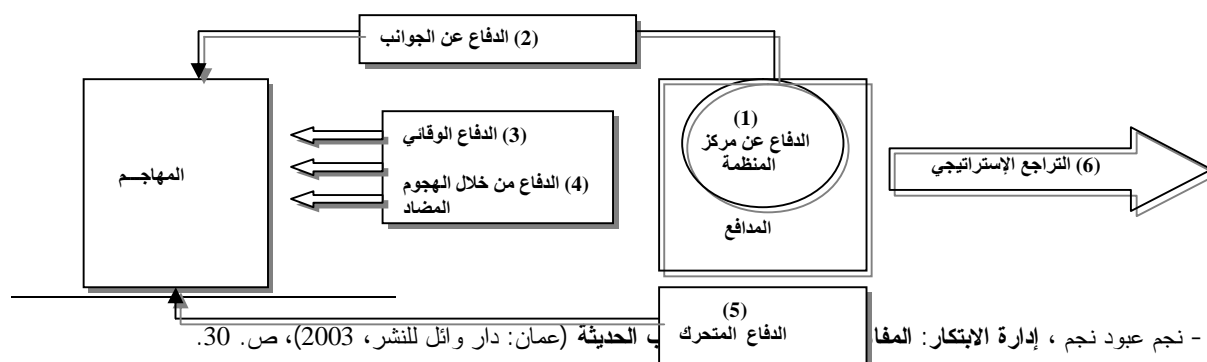 (2) الدفاع عن الجوانب
(1)
الدفاع عن مركز
المنظمة
المدافع
(3) الدفاع الوقائي
(4) الدفاع من خلال الهجوم
المضاد
المهاجـــم
(6) التراجع الإستراتيجي
(5)
الدفاع المتحرك
- نجم عبود نجم ، إدارة الابتكار: الحديثة (عمان: دار وائل للنشر، 2003)، ص. 30.